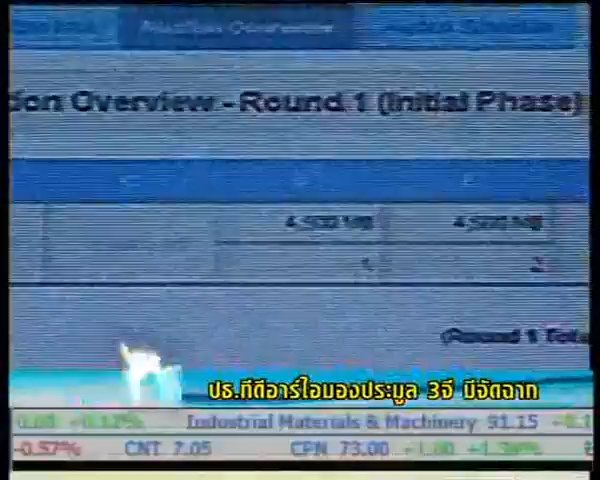 ion Overview - Round 1 (Initial Phase)
4,500 MB 4,500 MB
1 2
(Round 1 Tota
ปธ.ทีดีอาร์ไอมองประมูล 3จี มีจัดฉาก
0.00 -0.12% Industrial Materials & Machinery 91.15
-0.57% CNT 7.05 CPN 73.00 +1.00 +1.39%